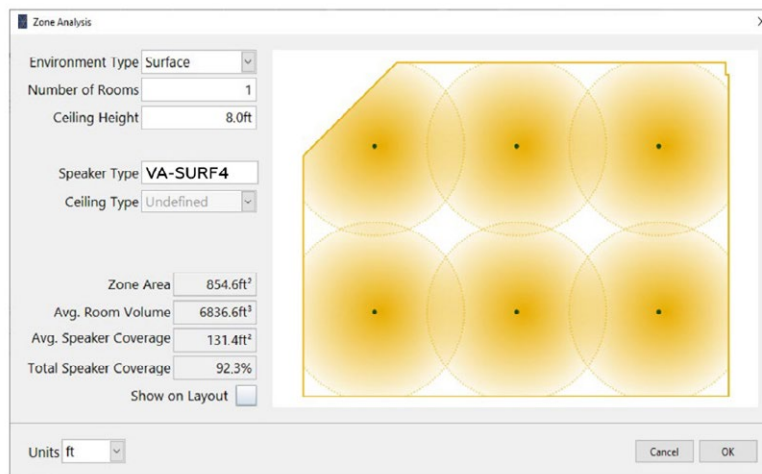 Zone Analysis
Environment Type Surface
Number of Rooms 1
Ceiling Height 8.0ft
Speaker Type VA-SURF4
Ceiling Type Undefined
Zone Area 854.6ft²
Avg. Room Volume 6836.6ft³
Avg. Speaker Coverage 131.4ft²
Total Speaker Coverage 92.3%
Show on Layout
Units ft
Cancel OK